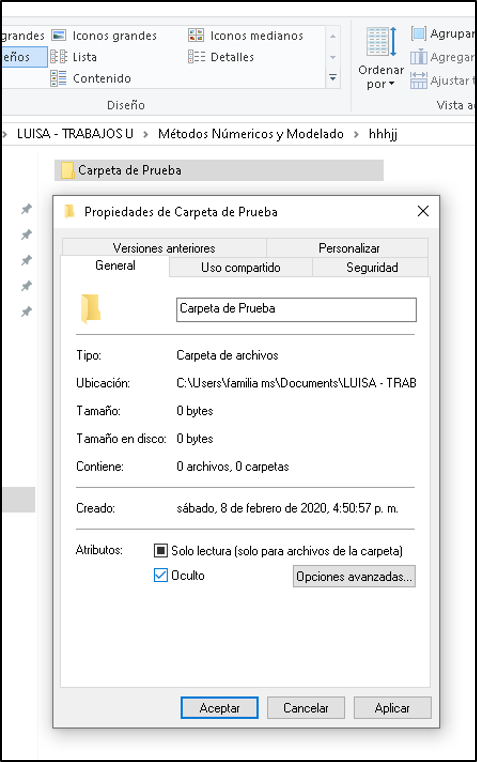 grandes Iconos grandes Iconos medianos Agrupar
eños Lista Detalles Agregar
Contenido Ordenar por Ajustar t
Diseño Vista ac
LUISA - TRABAJOS U > Métodos Númericos y Modelado > hhhjj
Carpeta de Prueba
Propiedades de Carpeta de Prueba
Versiones anteriores Personalizar
General Uso compartido Seguridad
Carpeta de Prueba
Tipo: Carpeta de archivos
Ubicación: C:\Users\familia ms\Documents\LUISA - TRAB
Tamaño: 0 bytes
Tamaño en disco: 0 bytes
Contiene: 0 archivos, 0 carpetas
Creado: sábado, 8 de febrero de 2020, 4:50:57 p. m.
Atributos: Solo lectura (solo para archivos de la carpeta)
Oculto Opciones avanzadas...
Aceptar Cancelar Aplicar